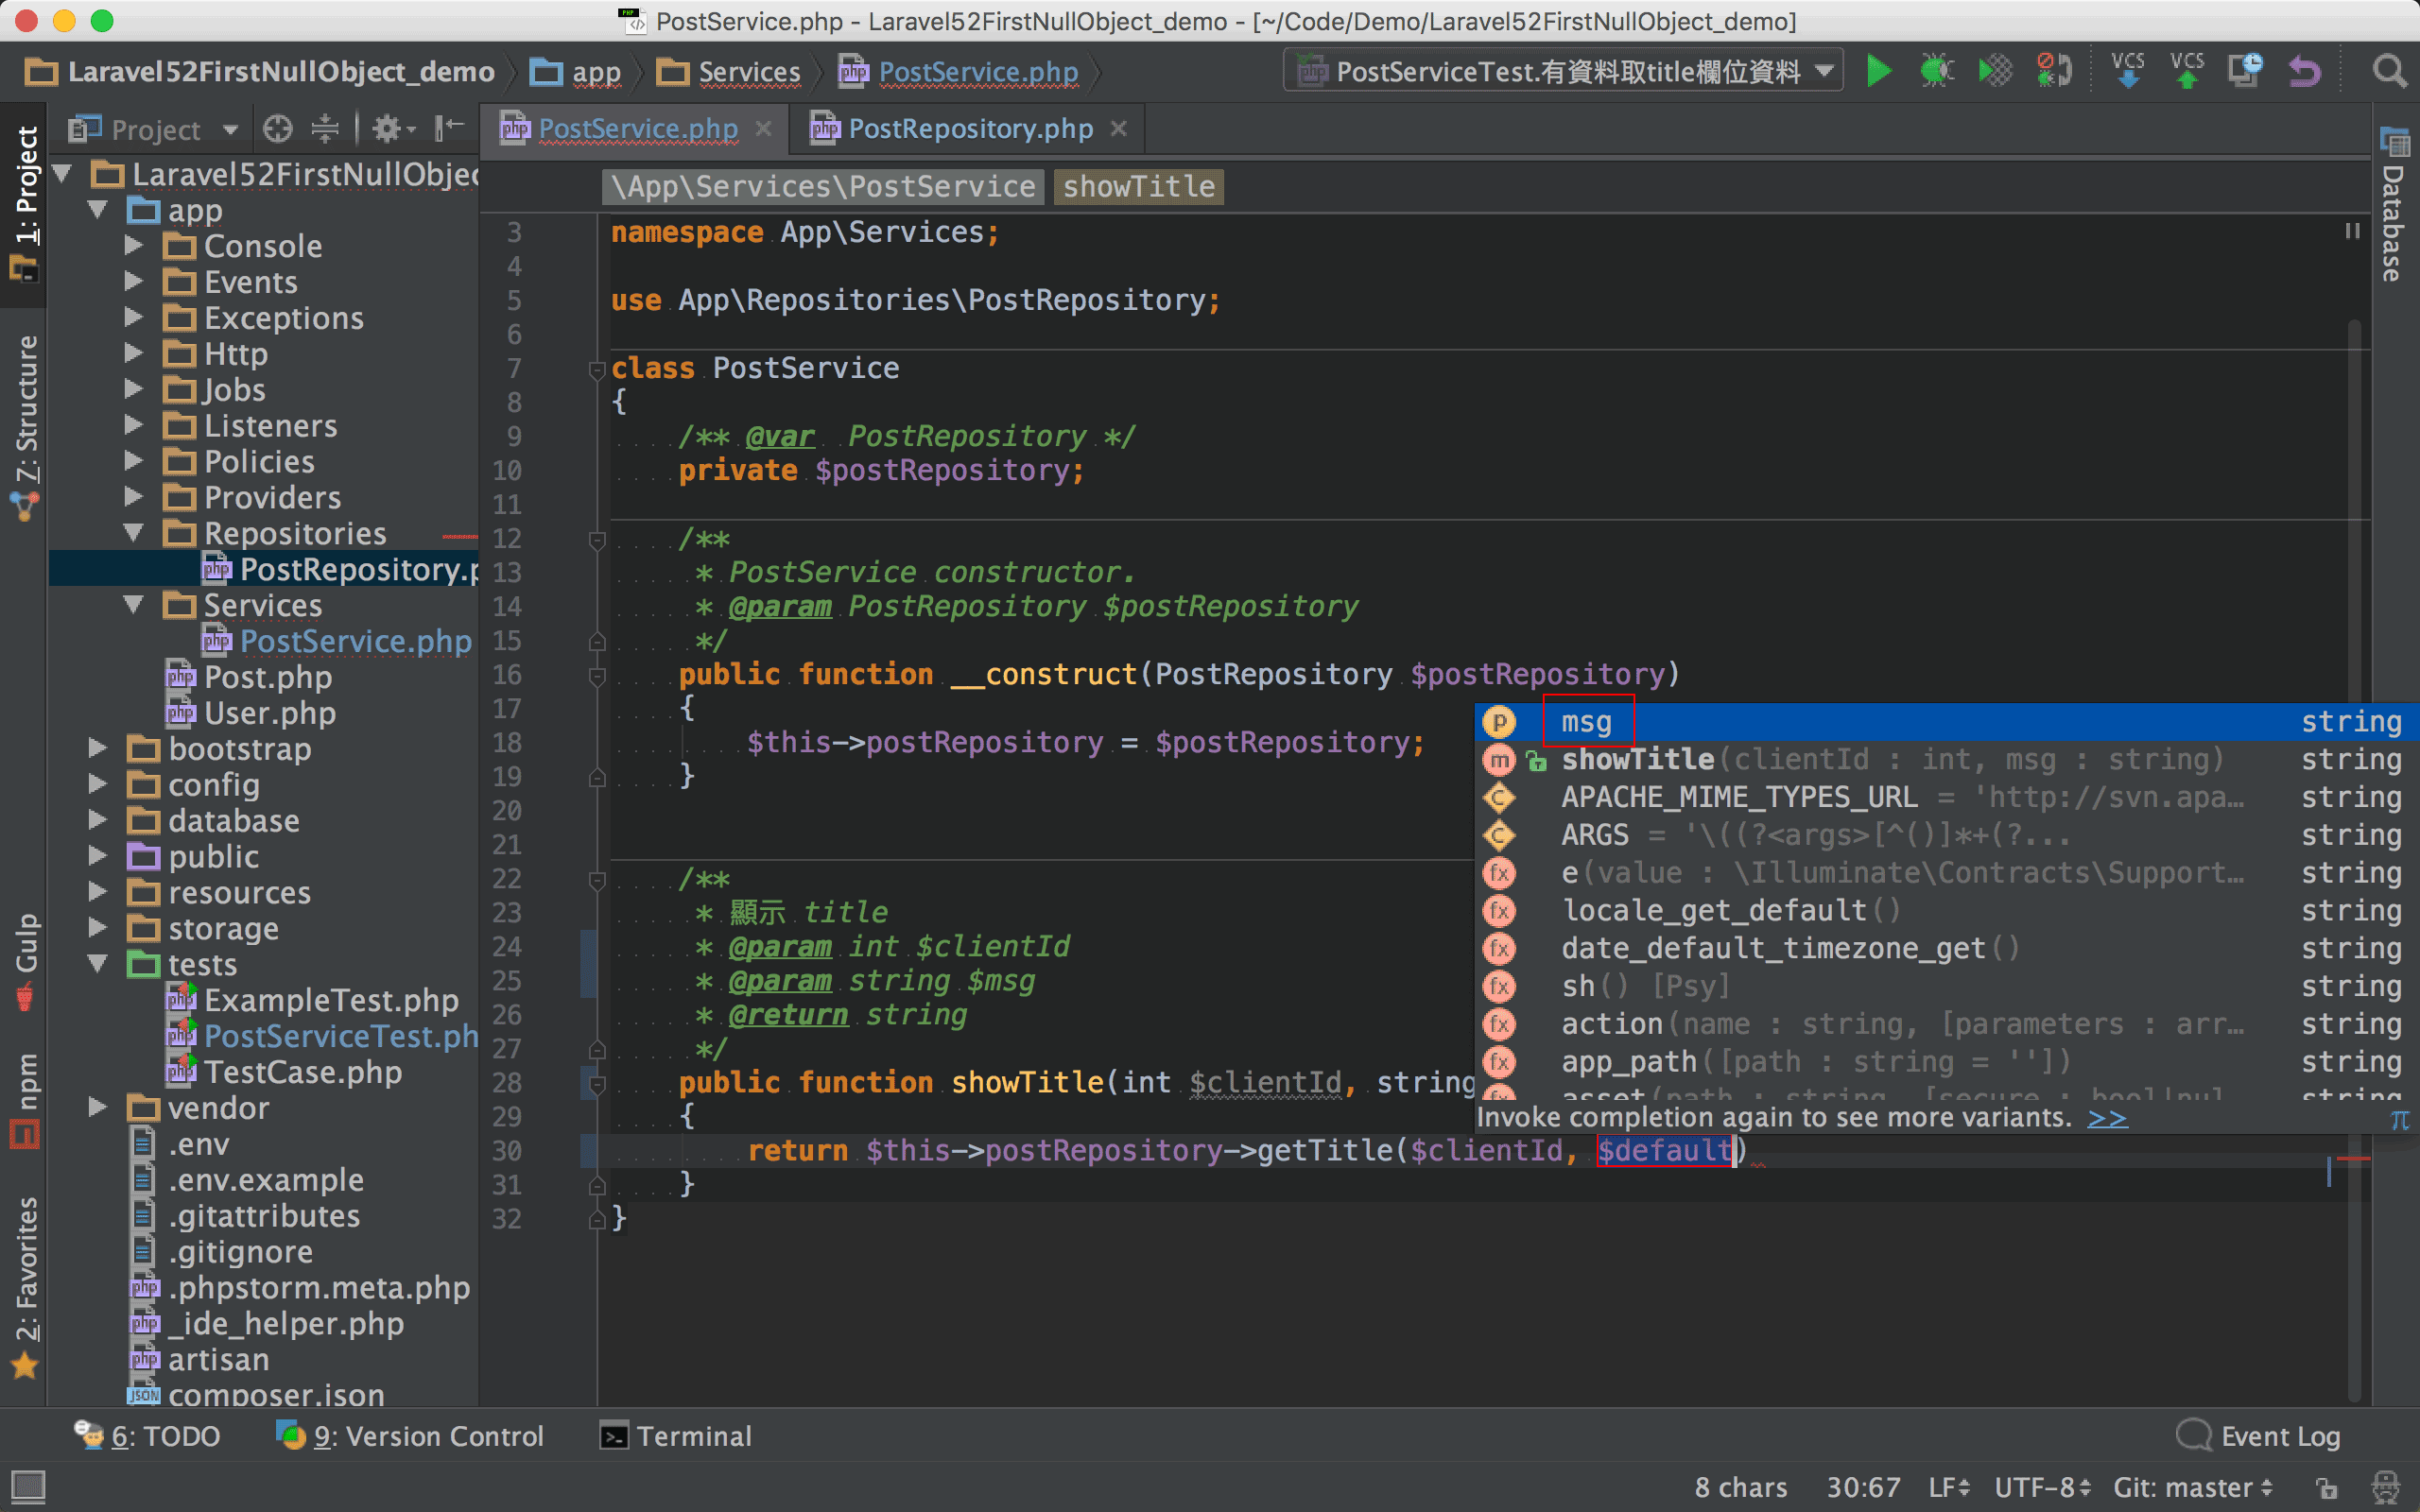 PostService.php - Laravel52FirstNullObject_demo - [~/Code/Demo/Laravel52FirstNullObject_demo]
Laravel52FirstNullObject_demo app Services PostService.php PostServiceTest.有資料取title欄位資料 VCS VCS
Project PostService.php PostRepository.php
\App\Services\PostService showTitle
1: Project
Z: Structure
Gulp
npm
2: Favorites
Database
Laravel52FirstNullObjec
app
Console
Events
Exceptions
Http
Jobs
Listeners
Policies
Providers
Repositories
PostRepository.p
Services
PostService.php
Post.php
User.php
bootstrap
config
database
public
resources
storage
tests
ExampleTest.php
PostServiceTest.ph
TestCase.php
vendor
.env
.env.example
.gitattributes
.gitignore
.phpstorm.meta.php
_ide_helper.php
artisan
composer.json
3 namespace App\Services;
4
5 use App\Repositories\PostRepository;
6
7 class PostService
8 {
9 /** @var PostRepository */
10 private $postRepository;
11
12 /**
13 * PostService constructor.
14 * @param PostRepository $postRepository
15 */
16 public function __construct(PostRepository $postRepository)
17 {
18 $this->postRepository = $postRepository;
19 }
20
21
22 /**
23 * 顯示 title
24 * @param int $clientId
25 * @param string $msg
26 * @return string
27 */
28 public function showTitle(int $clientId, string
29 {
30 return $this->postRepository->getTitle($clientId, $default)
31 }
32 }
msg string
showTitle(clientId : int, msg : string) string
APACHE_MIME_TYPES_URL = 'http://svn.apa… string
ARGS = '\((?<args>[^()]*+(?... string
e(value : \Illuminate\Contracts\Support… string
locale_get_default() string
date_default_timezone_get() string
sh() [Psy] string
action(name : string, [parameters : arr… string
app_path([path : string = '']) string
asset(path : string, [secure : bool|nul string
Invoke completion again to see more variants. >> π
6: TODO 9: Version Control Terminal Event Log
8 chars 30:67 LF UTF-8 Git: master